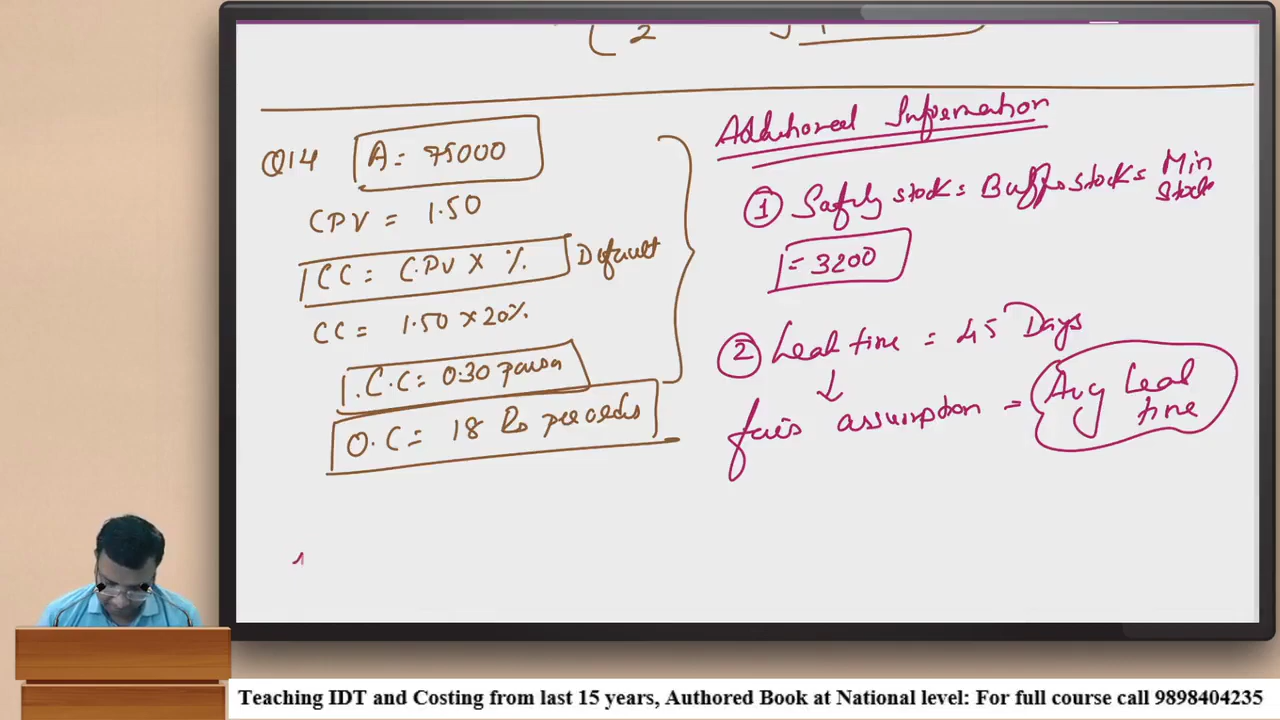 2
Q14 A = 75000
CPV = 1.50
CC = C.PV X %. Default
CC = 1.50 x 20%
.C.C = 0.30 paisa
O.C = 18 Rs per order
Additional Information
① Safety stock = Buffer stock = Min
Stock
= 3200
② Lead time = 45 Days
↓
assumption = Avg Lead
time
Teaching IDT and Costing from last 15 years, Authored Book at National level: For full course call 9898404235